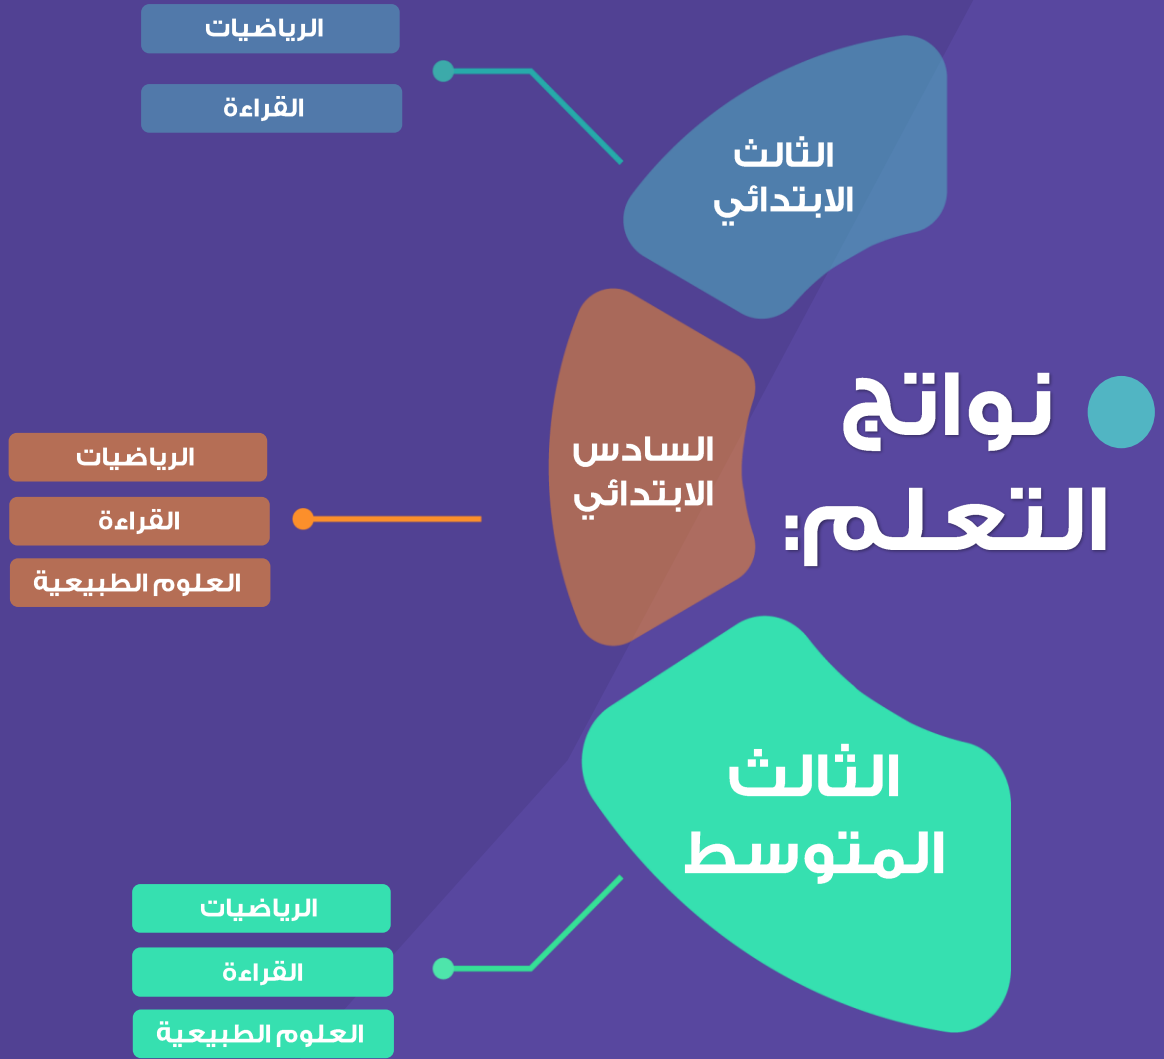 نواتج
التعلم:
الثالث
الابتدائي
الرياضيات
القراءة
السادس
الابتدائي
الرياضيات
القراءة
العلوم الطبيعية
الثالث
المتوسط
الرياضيات
القراءة
العلوم الطبيعية